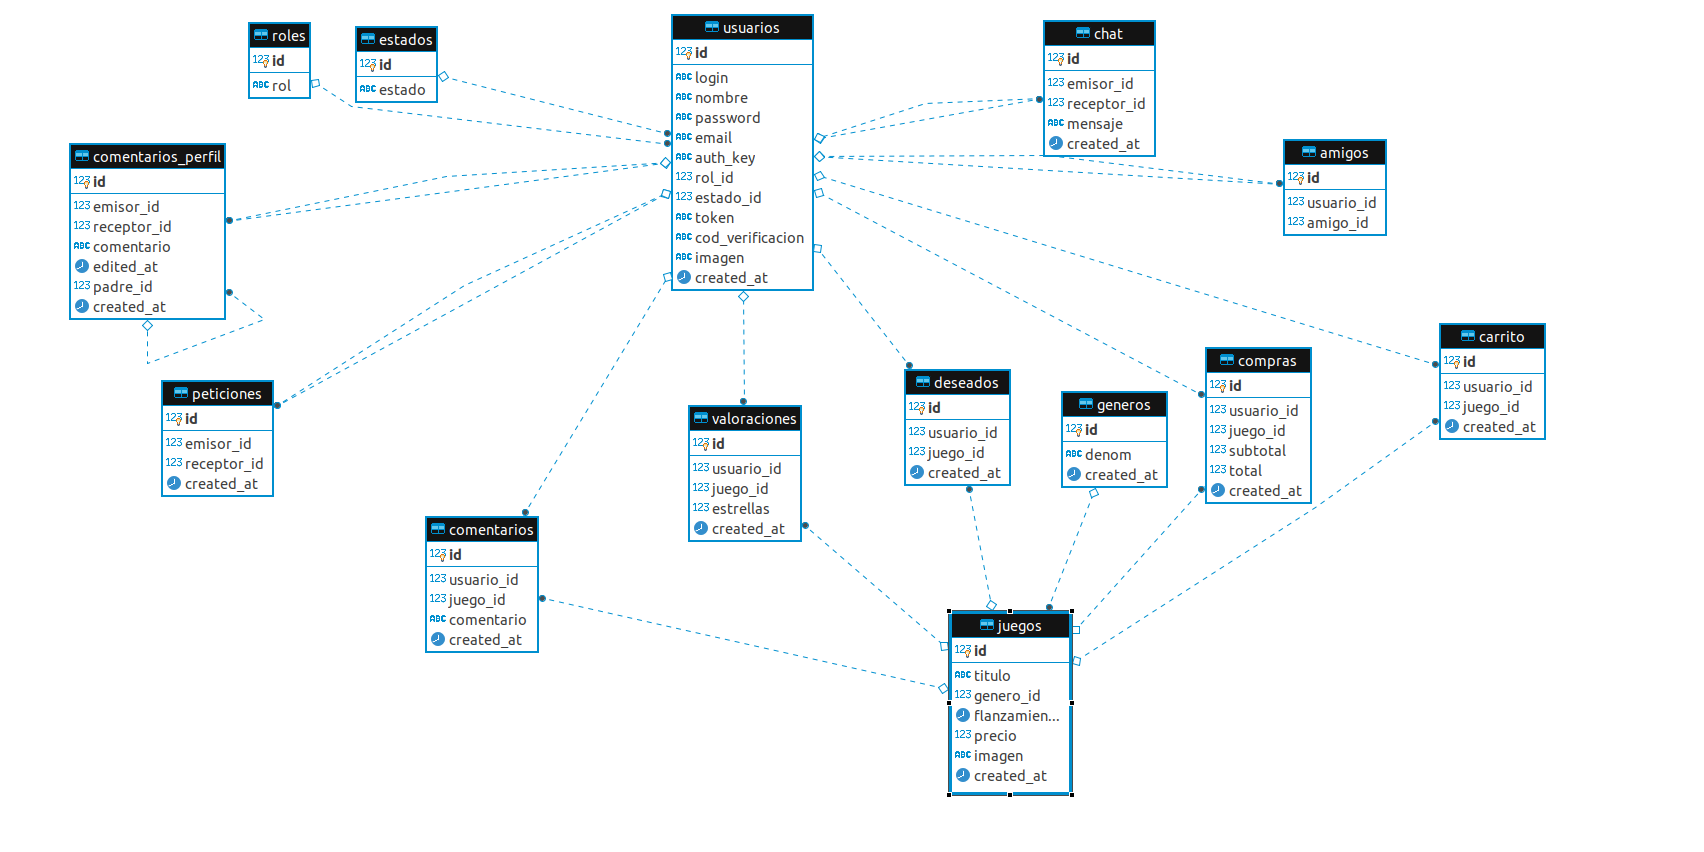 roles
123 id
ABC rol
estados
123 id
ABC estado
usuarios
123 id
ABC login
ABC nombre
ABC password
ABC email
ABC auth_key
123 rol_id
123 estado_id
ABC token
ABC cod_verificacion
ABC imagen
created_at
chat
123 id
123 emisor_id
123 receptor_id
ABC mensaje
created_at
amigos
123 id
123 usuario_id
123 amigo_id
comentarios_perfil
123 id
123 emisor_id
123 receptor_id
ABC comentario
edited_at
123 padre_id
created_at
peticiones
123 id
123 emisor_id
123 receptor_id
created_at
comentarios
123 id
123 usuario_id
123 juego_id
ABC comentario
created_at
valoraciones
123 id
123 usuario_id
123 juego_id
123 estrellas
created_at
deseados
123 id
123 usuario_id
123 juego_id
created_at
generos
123 id
ABC denom
created_at
compras
123 id
123 usuario_id
123 juego_id
123 subtotal
123 total
created_at
carrito
123 id
123 usuario_id
123 juego_id
created_at
juegos
123 id
ABC titulo
123 genero_id
flanzamien...
123 precio
ABC imagen
created_at